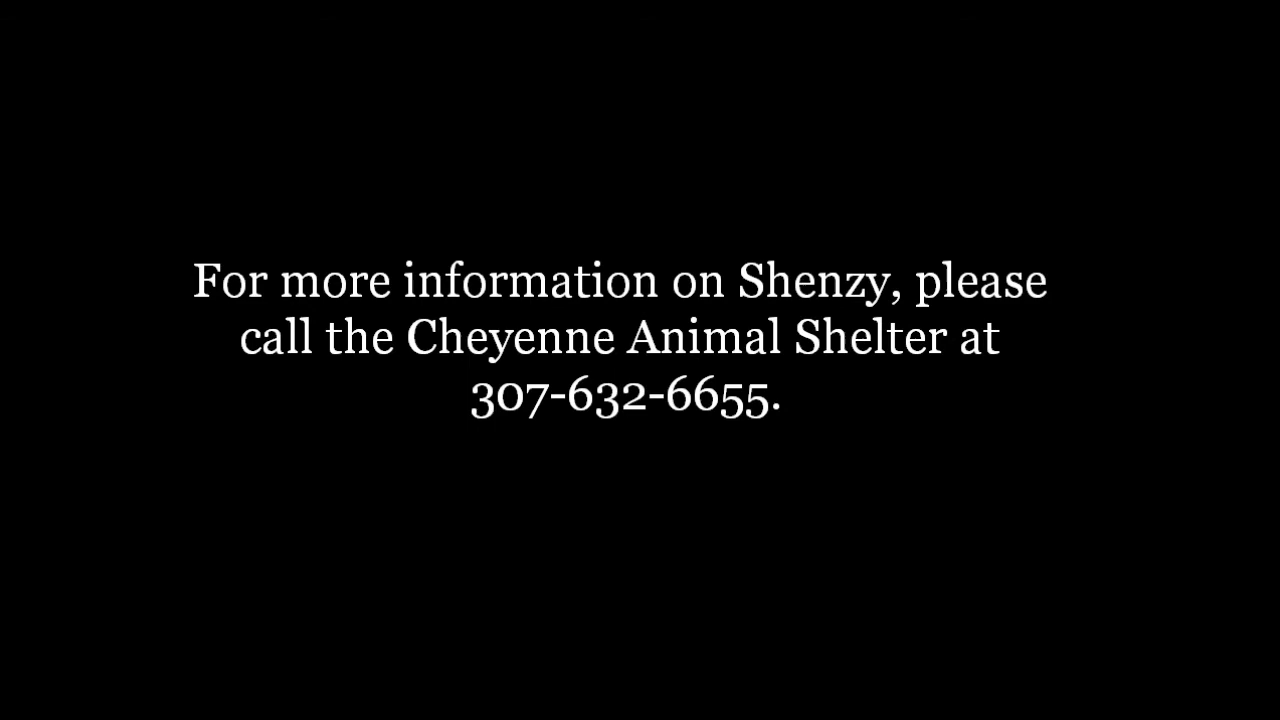 For more information on Shenzy, please
call the Cheyenne Animal Shelter at
307-632-6655.